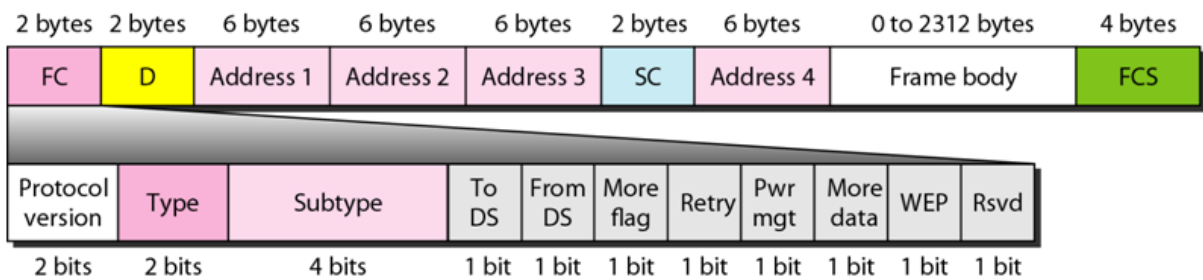 2 bytes 2 bytes 6 bytes 6 bytes 6 bytes 2 bytes 6 bytes 0 to 2312 bytes 4 bytes
FC D Address 1 Address 2 Address 3 SC Address 4 Frame body FCS
Protocol version Type Subtype To DS From DS More flag Retry Pwr mgt More data WEP Rsvd
2 bits 2 bits 4 bits 1 bit 1 bit 1 bit 1 bit 1 bit 1 bit 1 bit 1 bit